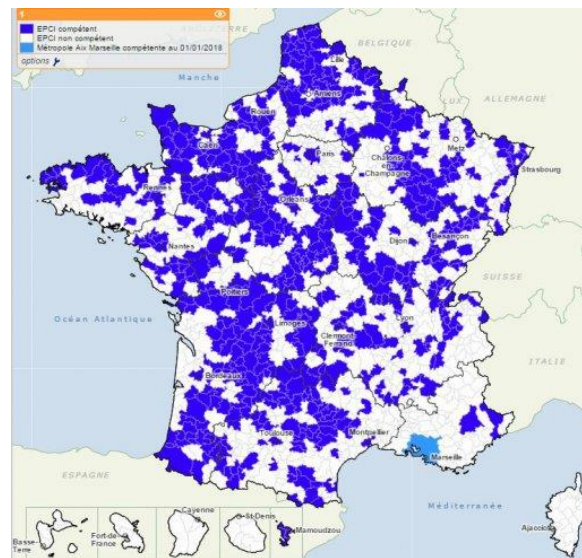 1
EPCI compétent
EPCI non compétent
Métropole Aix Marseille compétente au 01/01/2018
options
ANGLETERRE
BELGIQUE
Lille
Manche
Amiens
LUX
ALLEMAGNE
Rouen
Caen
Metz
Paris
Châlons-
en-
Champagne
Strasbourg
Rennes
Orléans
Dijon
Besançon
Nantes
SUISSE
Poitiers
Océan Atlantique
Limoges
Clermont-
Ferrand
Lyon
ITALIE
Bordeaux
Toulouse
Montpellier
Marseille
ESPAGNE
Méditerranée
Cayenne
St-Denis
Basse-
Terre
Fort-de-
France
Mamoudzou
Ajaccio